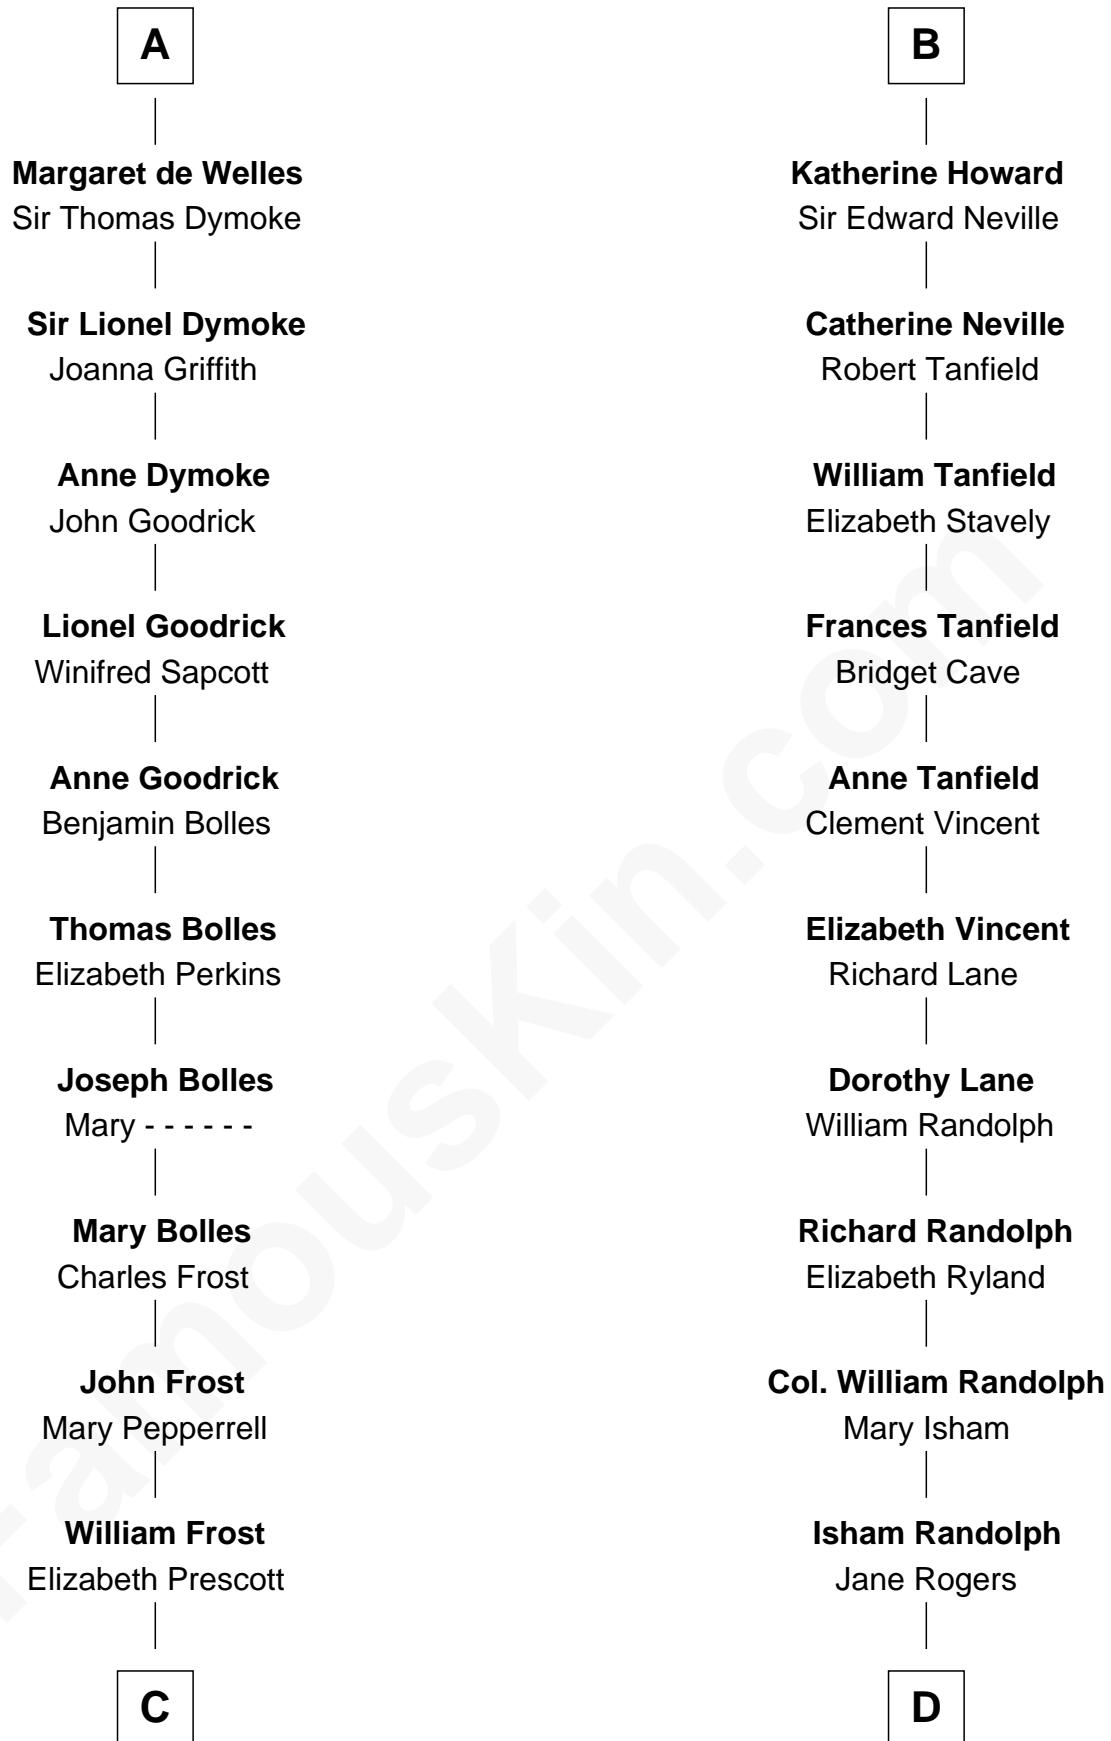 A
Margaret de Welles
Sir Thomas Dymoke
Sir Lionel Dymoke
Joanna Griffith
Anne Dymoke
John Goodrick
Lionel Goodrick
Winifred Sapcott
Anne Goodrick
Benjamin Bolles
Thomas Bolles
Elizabeth Perkins
Joseph Bolles
Mary - - - - - -
Mary Bolles
Charles Frost
John Frost
Mary Pepperrell
William Frost
Elizabeth Prescott
C
B
Katherine Howard
Sir Edward Neville
Catherine Neville
Robert Tanfield
William Tanfield
Elizabeth Stavely
Frances Tanfield
Bridget Cave
Anne Tanfield
Clement Vincent
Elizabeth Vincent
Richard Lane
Dorothy Lane
William Randolph
Richard Randolph
Elizabeth Ryland
Col. William Randolph
Mary Isham
Isham Randolph
Jane Rogers
D
FamousKin.com